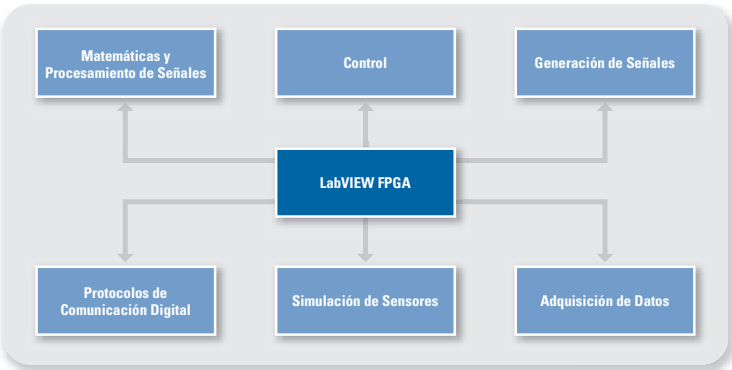 Matemáticas y
Procesamiento de Señales
Control
Generación de Señales
LabVIEW FPGA
Protocolos de
Comunicación Digital
Simulación de Sensores
Adquisición de Datos